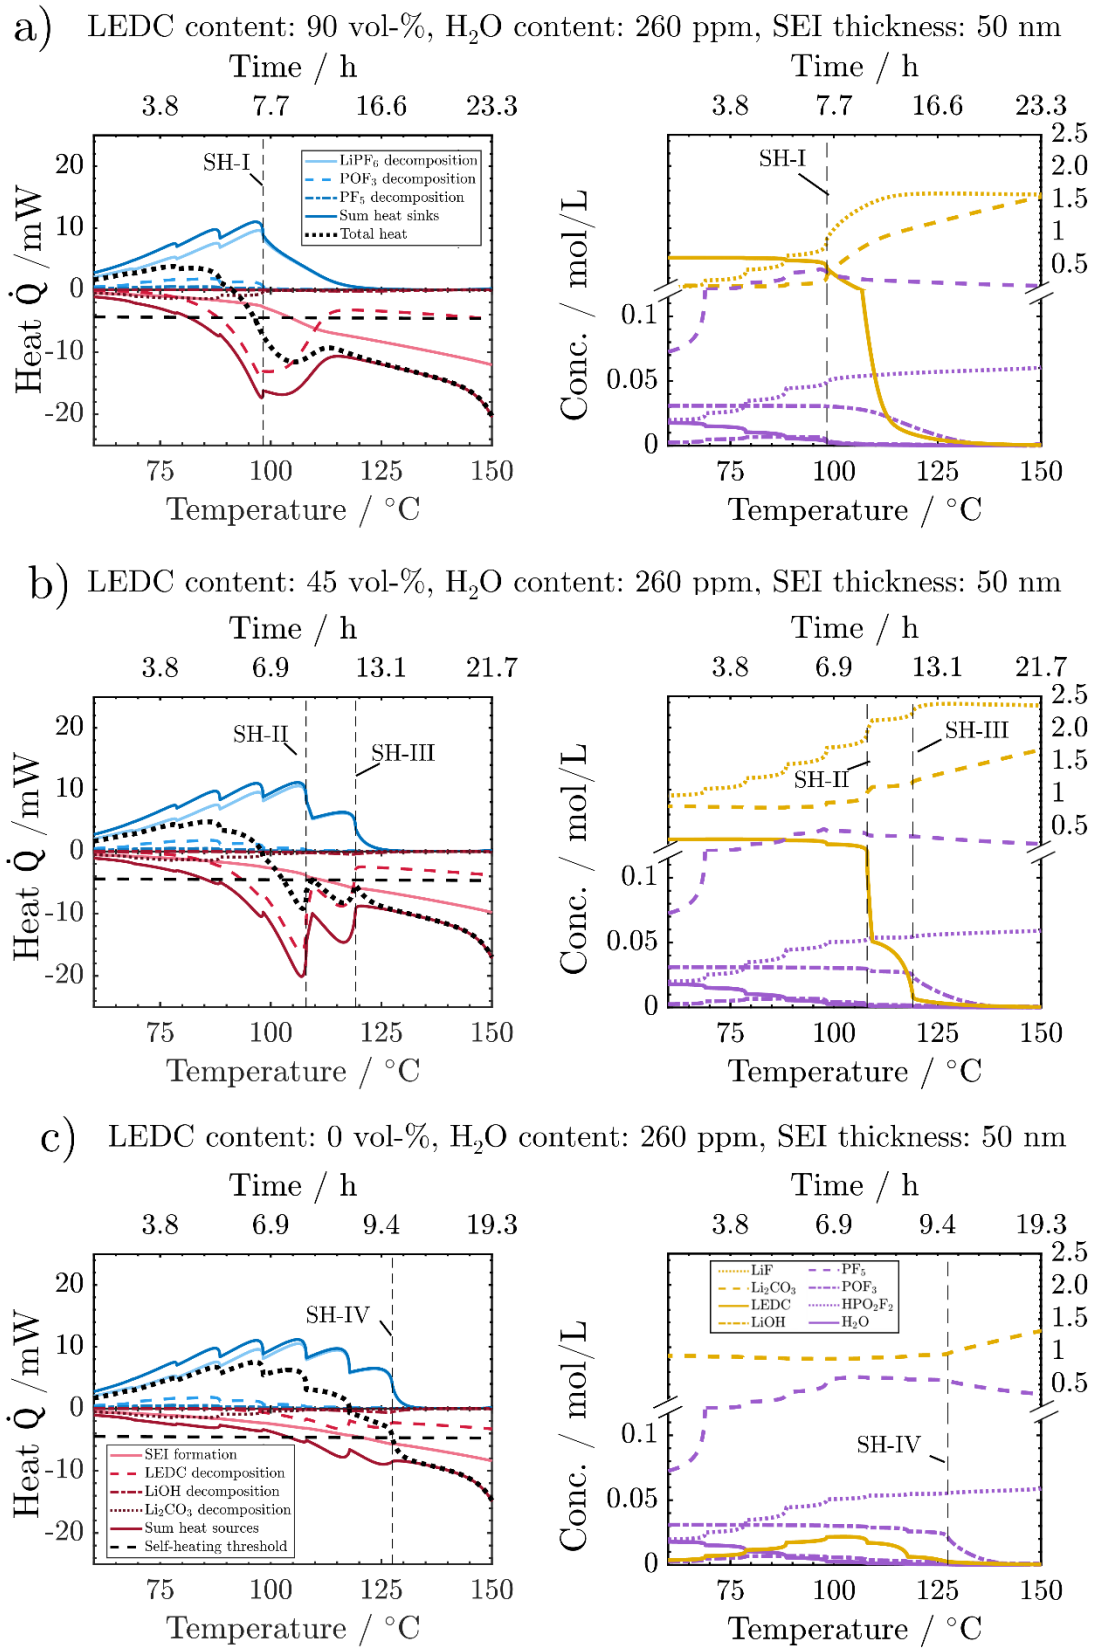 a) LEDC content: 90 vol-%, H₂O content: 260 ppm, SEI thickness: 50 nm
Time / h
3.8 7.7 16.6 23.3
20
10
0
-10
-20
Heat Q̇ /mW
SH-I
LiPF₆ decomposition
POF₃ decomposition
PF₅ decomposition
Sum heat sinks
Total heat
75 100 125 150
Temperature / °C
Time / h
3.8 7.7 16.6 23.3
SH-I
2.5
2.0
1.5
1
0.5
0.1
0.05
0
Conc. / mol/L
75 100 125 150
Temperature / °C
b) LEDC content: 45 vol-%, H₂O content: 260 ppm, SEI thickness: 50 nm
Time / h
3.8 6.9 13.1 21.7
20
10
0
-10
-20
Heat Q̇ /mW
SH-II
SH-III
75 100 125 150
Temperature / °C
Time / h
3.8 6.9 13.1 21.7
SH-II
SH-III
2.5
2.0
1.5
1
0.5
0.1
0.05
0
Conc. / mol/L
75 100 125 150
Temperature / °C
c) LEDC content: 0 vol-%, H₂O content: 260 ppm, SEI thickness: 50 nm
Time / h
3.8 6.9 9.4 19.3
20
10
0
-10
-20
Heat Q̇ /mW
SH-IV
SEI formation
LEDC decomposition
LiOH decomposition
Li₂CO₃ decomposition
Sum heat sources
Self-heating threshold
75 100 125 150
Temperature / °C
Time / h
3.8 6.9 9.4 19.3
LiF
Li₂CO₃
LEDC
LiOH
PF₅
POF₃
HPO₂F₂
H₂O
SH-IV
2.5
2.0
1.5
1
0.5
0.1
0.05
0
Conc. / mol/L
75 100 125 150
Temperature / °C